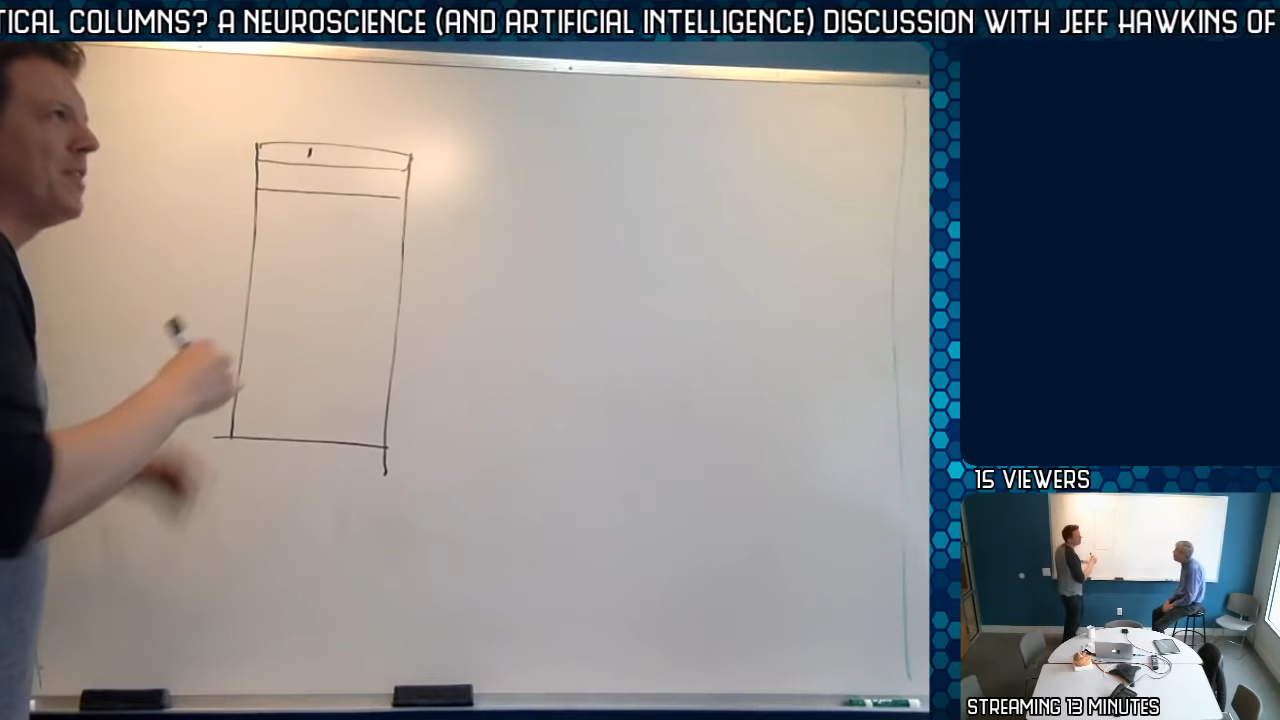 TICAL COLUMNS? A NEUROSCIENCE (AND ARTIFICIAL INTELLIGENCE) DISCUSSION WITH JEFF HAWKINS OF
15 VIEWERS
STREAMING 13 MINUTES